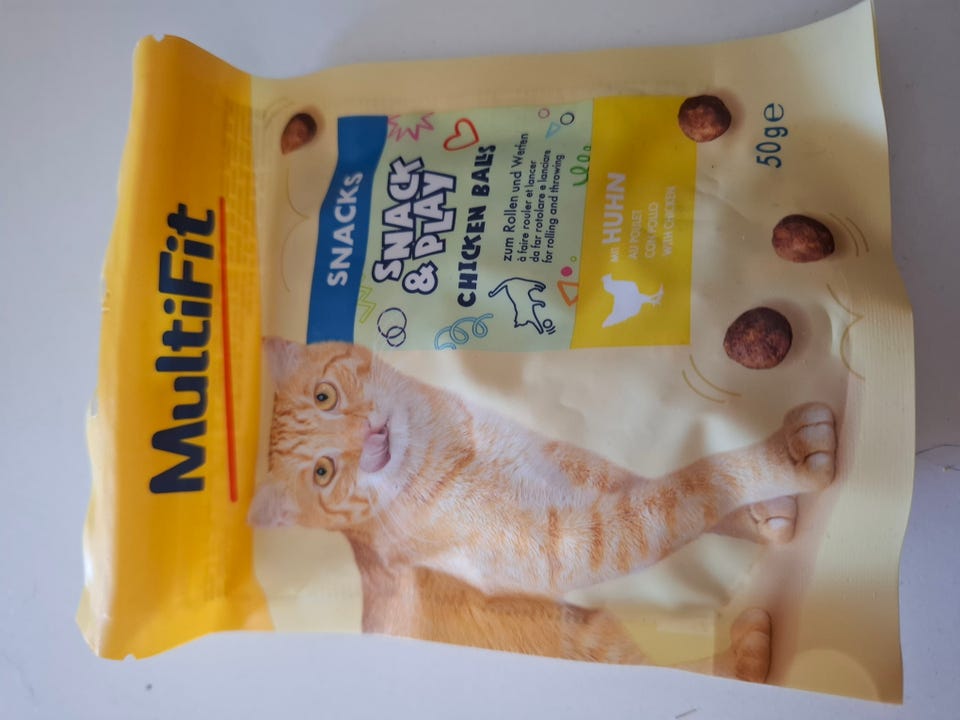 MultiFit
SNACKS
SNACK
& PLAY
CHICKEN BALLS
zum Rollen und Werfen
à faire rouler et lancer
da far rotolare e lanciare
for rolling and throwing
MIT HUHN
AU POULET
CON POLLO
WITH CHICKEN
50g e